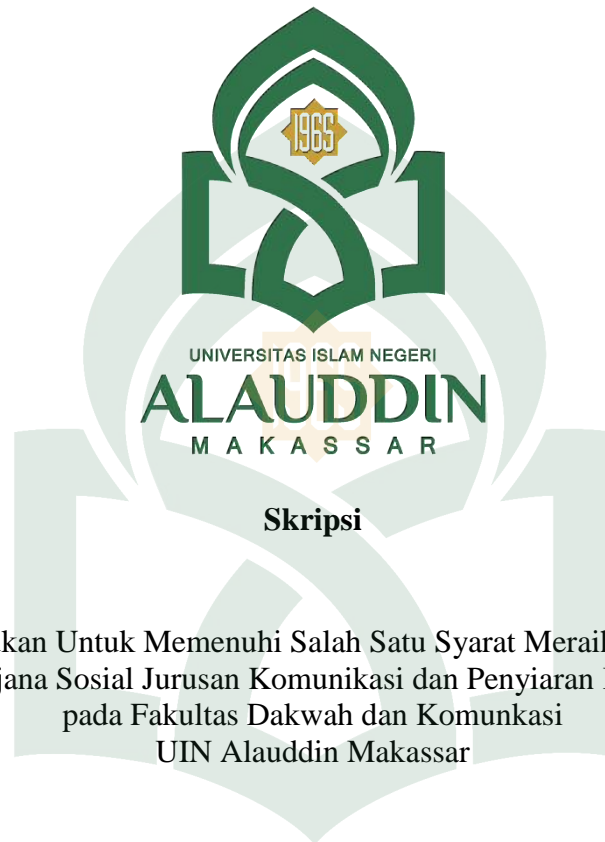 1965
UNIVERSITAS ISLAM NEGERI
ALAUDDIN
MAKASSAR
Skripsi
Untuk Memenuhi Salah Satu Syarat
Sosial Jurusan Komunikasi dan Penyiaran
pada Fakultas Dakwah dan Komunkasi
UIN Alauddin Makassar